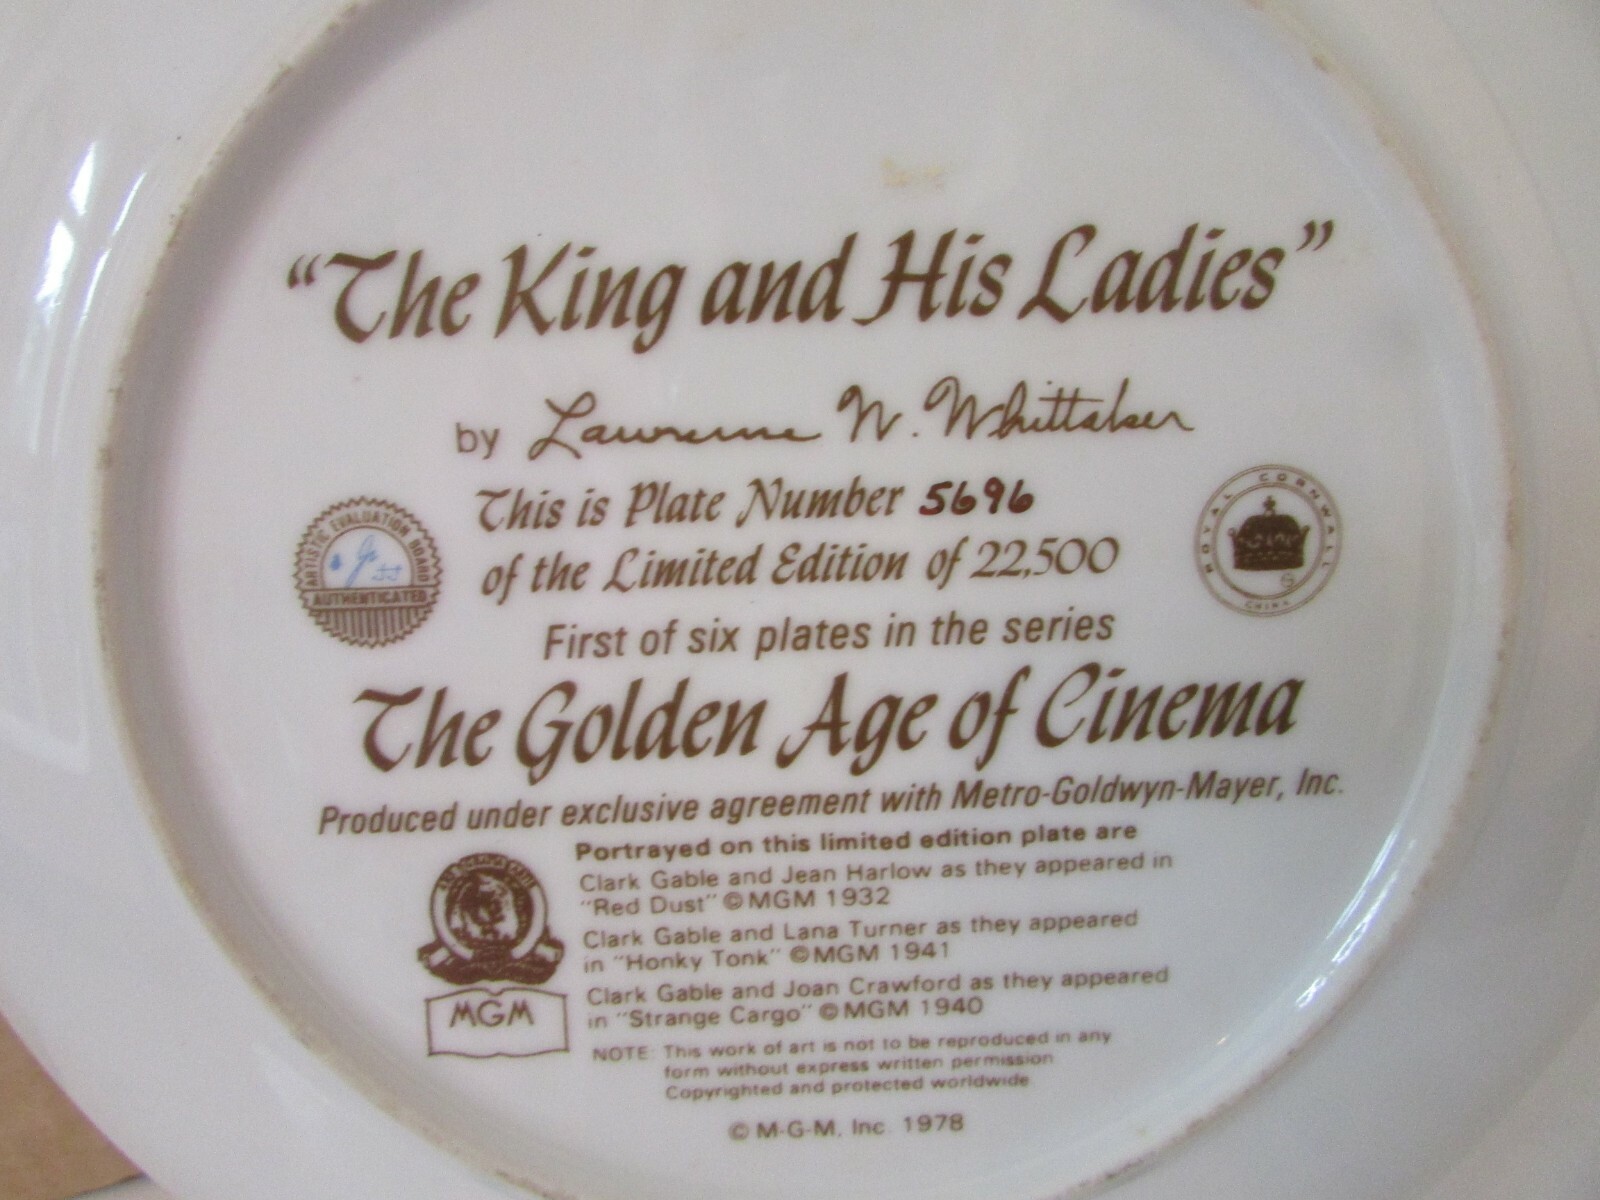 “The King and His Ladies”
by Lawrence W. Whittaker
This is Plate Number 5696
of the Limited Edition of 22,500
ARTISTIC EVALUATION BOARD
AUTHENTICATED
ROYAL CORNWALL
CHINA
First of six plates in the series
The Golden Age of Cinema
Produced under exclusive agreement with Metro-Goldwyn-Mayer, Inc.
Portrayed on this limited edition plate are
Clark Gable and Jean Harlow as they appeared in
"Red Dust" ©MGM 1932
Clark Gable and Lana Turner as they appeared
in "Honky Tonk" ©MGM 1941
Clark Gable and Joan Crawford as they appeared
in "Strange Cargo" ©MGM 1940
ARS GRATIA ARTIS
MGM
NOTE: This work of art is not to be reproduced in any
form without express written permission
Copyrighted and protected worldwide
© M-G-M, Inc. 1978